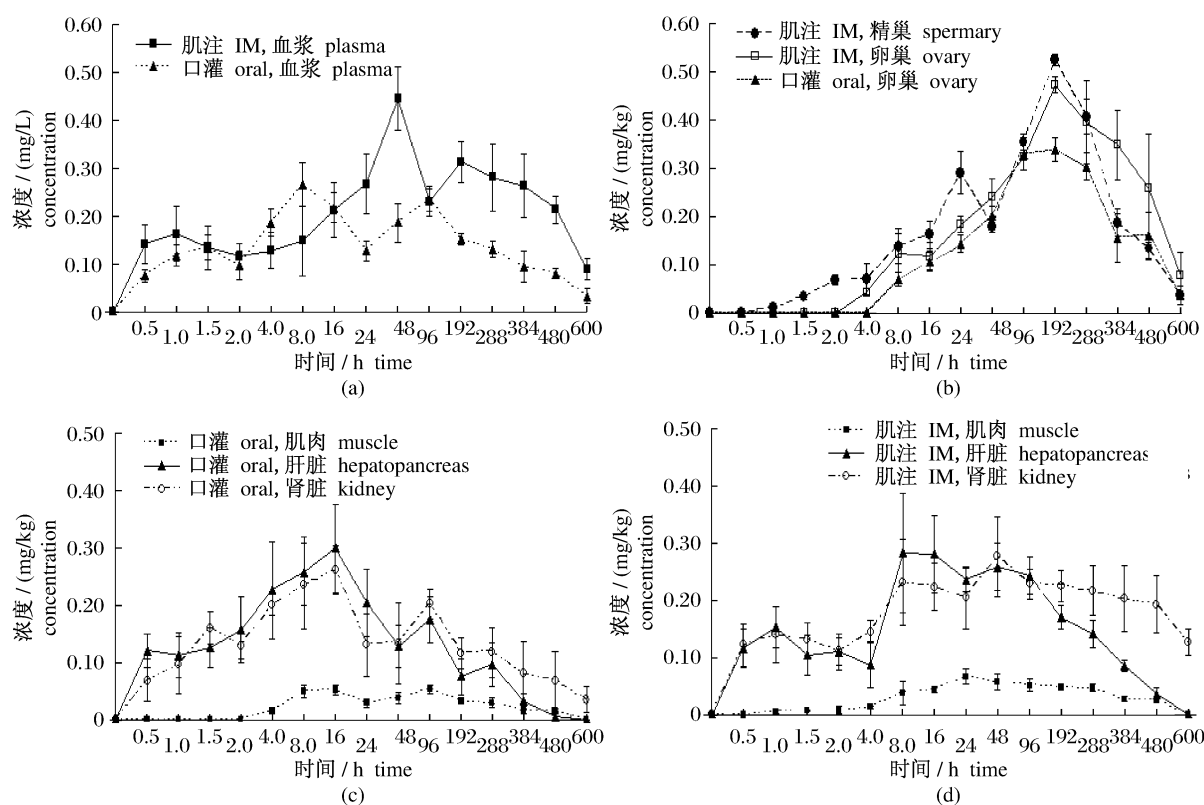 0.60
0.50
0.40
0.30
0.20
0.10
0
浓度 / (mg/L)
concentration
肌注 IM, 血浆 plasma
口灌 oral, 血浆 plasma
0.5 1.0 1.5 2.0 4.0 8.0 16 24 48 96 192 288 384 480 600
时间 / h time
(a)
0.60
0.50
0.40
0.30
0.20
0.10
0
浓度 / (mg/kg)
concentration
肌注 IM, 精巢 spermary
肌注 IM, 卵巢 ovary
口灌 oral, 卵巢 ovary
0.5 1.0 1.5 2.0 4.0 8.0 16 24 48 96 192 288 384 480 600
时间 / h time
(b)
0.50
0.40
0.30
0.20
0.10
0
浓度 / (mg/kg)
concentration
口灌 oral, 肌肉 muscle
口灌 oral, 肝脏 hepatopancreas
口灌 oral, 肾脏 kidney
0.5 1.0 1.5 2.0 4.0 8.0 16 24 48 96 192 288 384 480 600
时间 / h time
(c)
0.50
0.40
0.30
0.20
0.10
0
浓度 / (mg/kg)
concentration
肌注 IM, 肌肉 muscle
肌注 IM, 肝脏 hepatopancreas
肌注 IM, 肾脏 kidney
0.5 1.0 1.5 2.0 4.0 8.0 16 24 48 96 192 288 384 480 600
时间 / h time
(d)